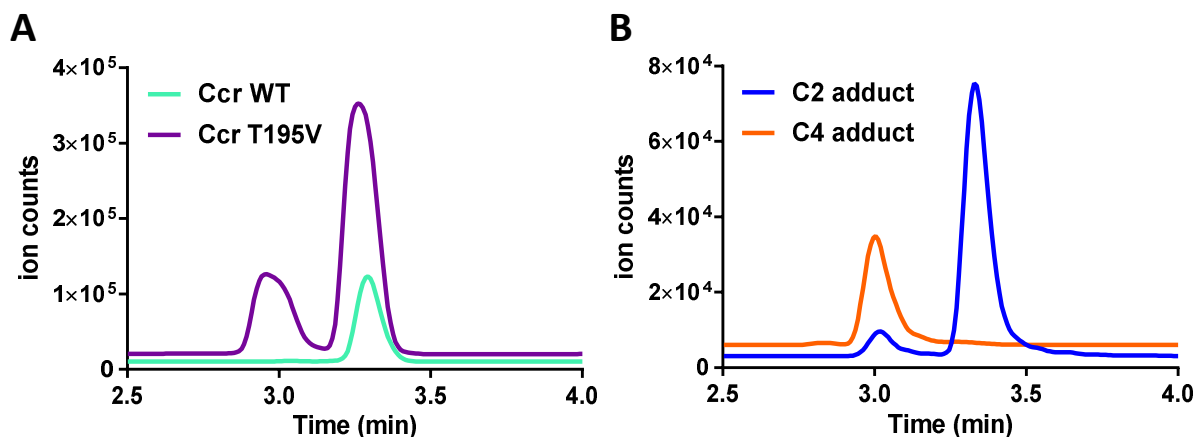 A
4×10⁵
3×10⁵
2×10⁵
1×10⁵
0
ion counts
Ccr WT
Ccr T195V
2.5 3.0 3.5 4.0
Time (min)
B
8×10⁴
6×10⁴
4×10⁴
2×10⁴
0
ion counts
C2 adduct
C4 adduct
2.5 3.0 3.5 4.0
Time (min)